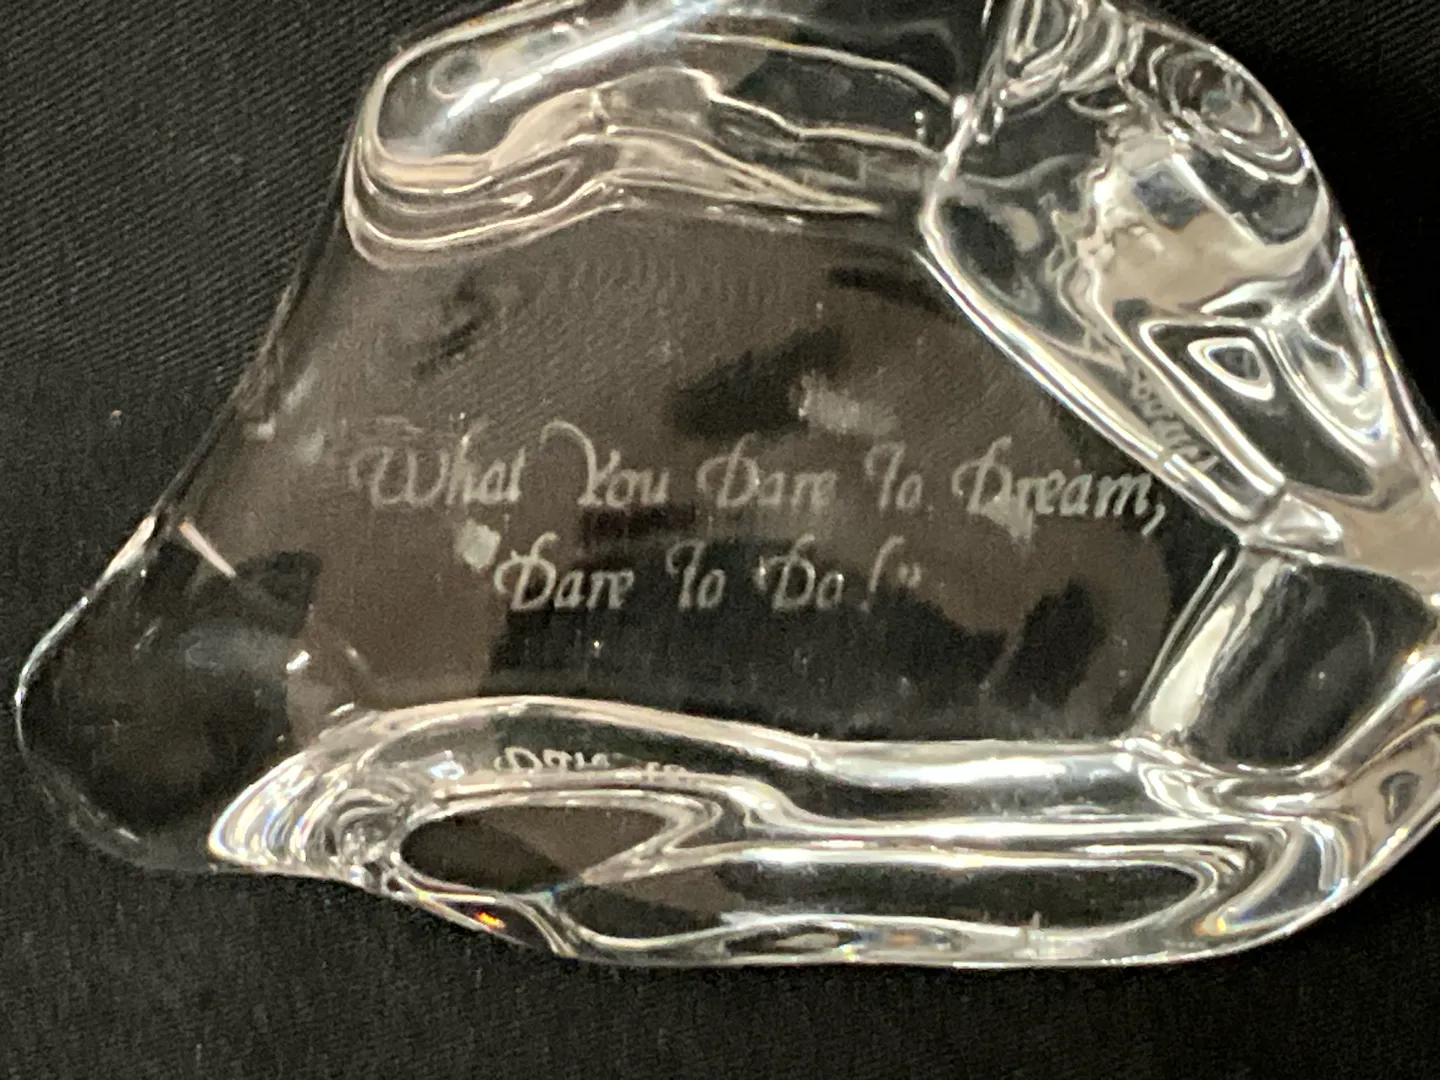 "What You Dare To Dream,
Dare To Do!"